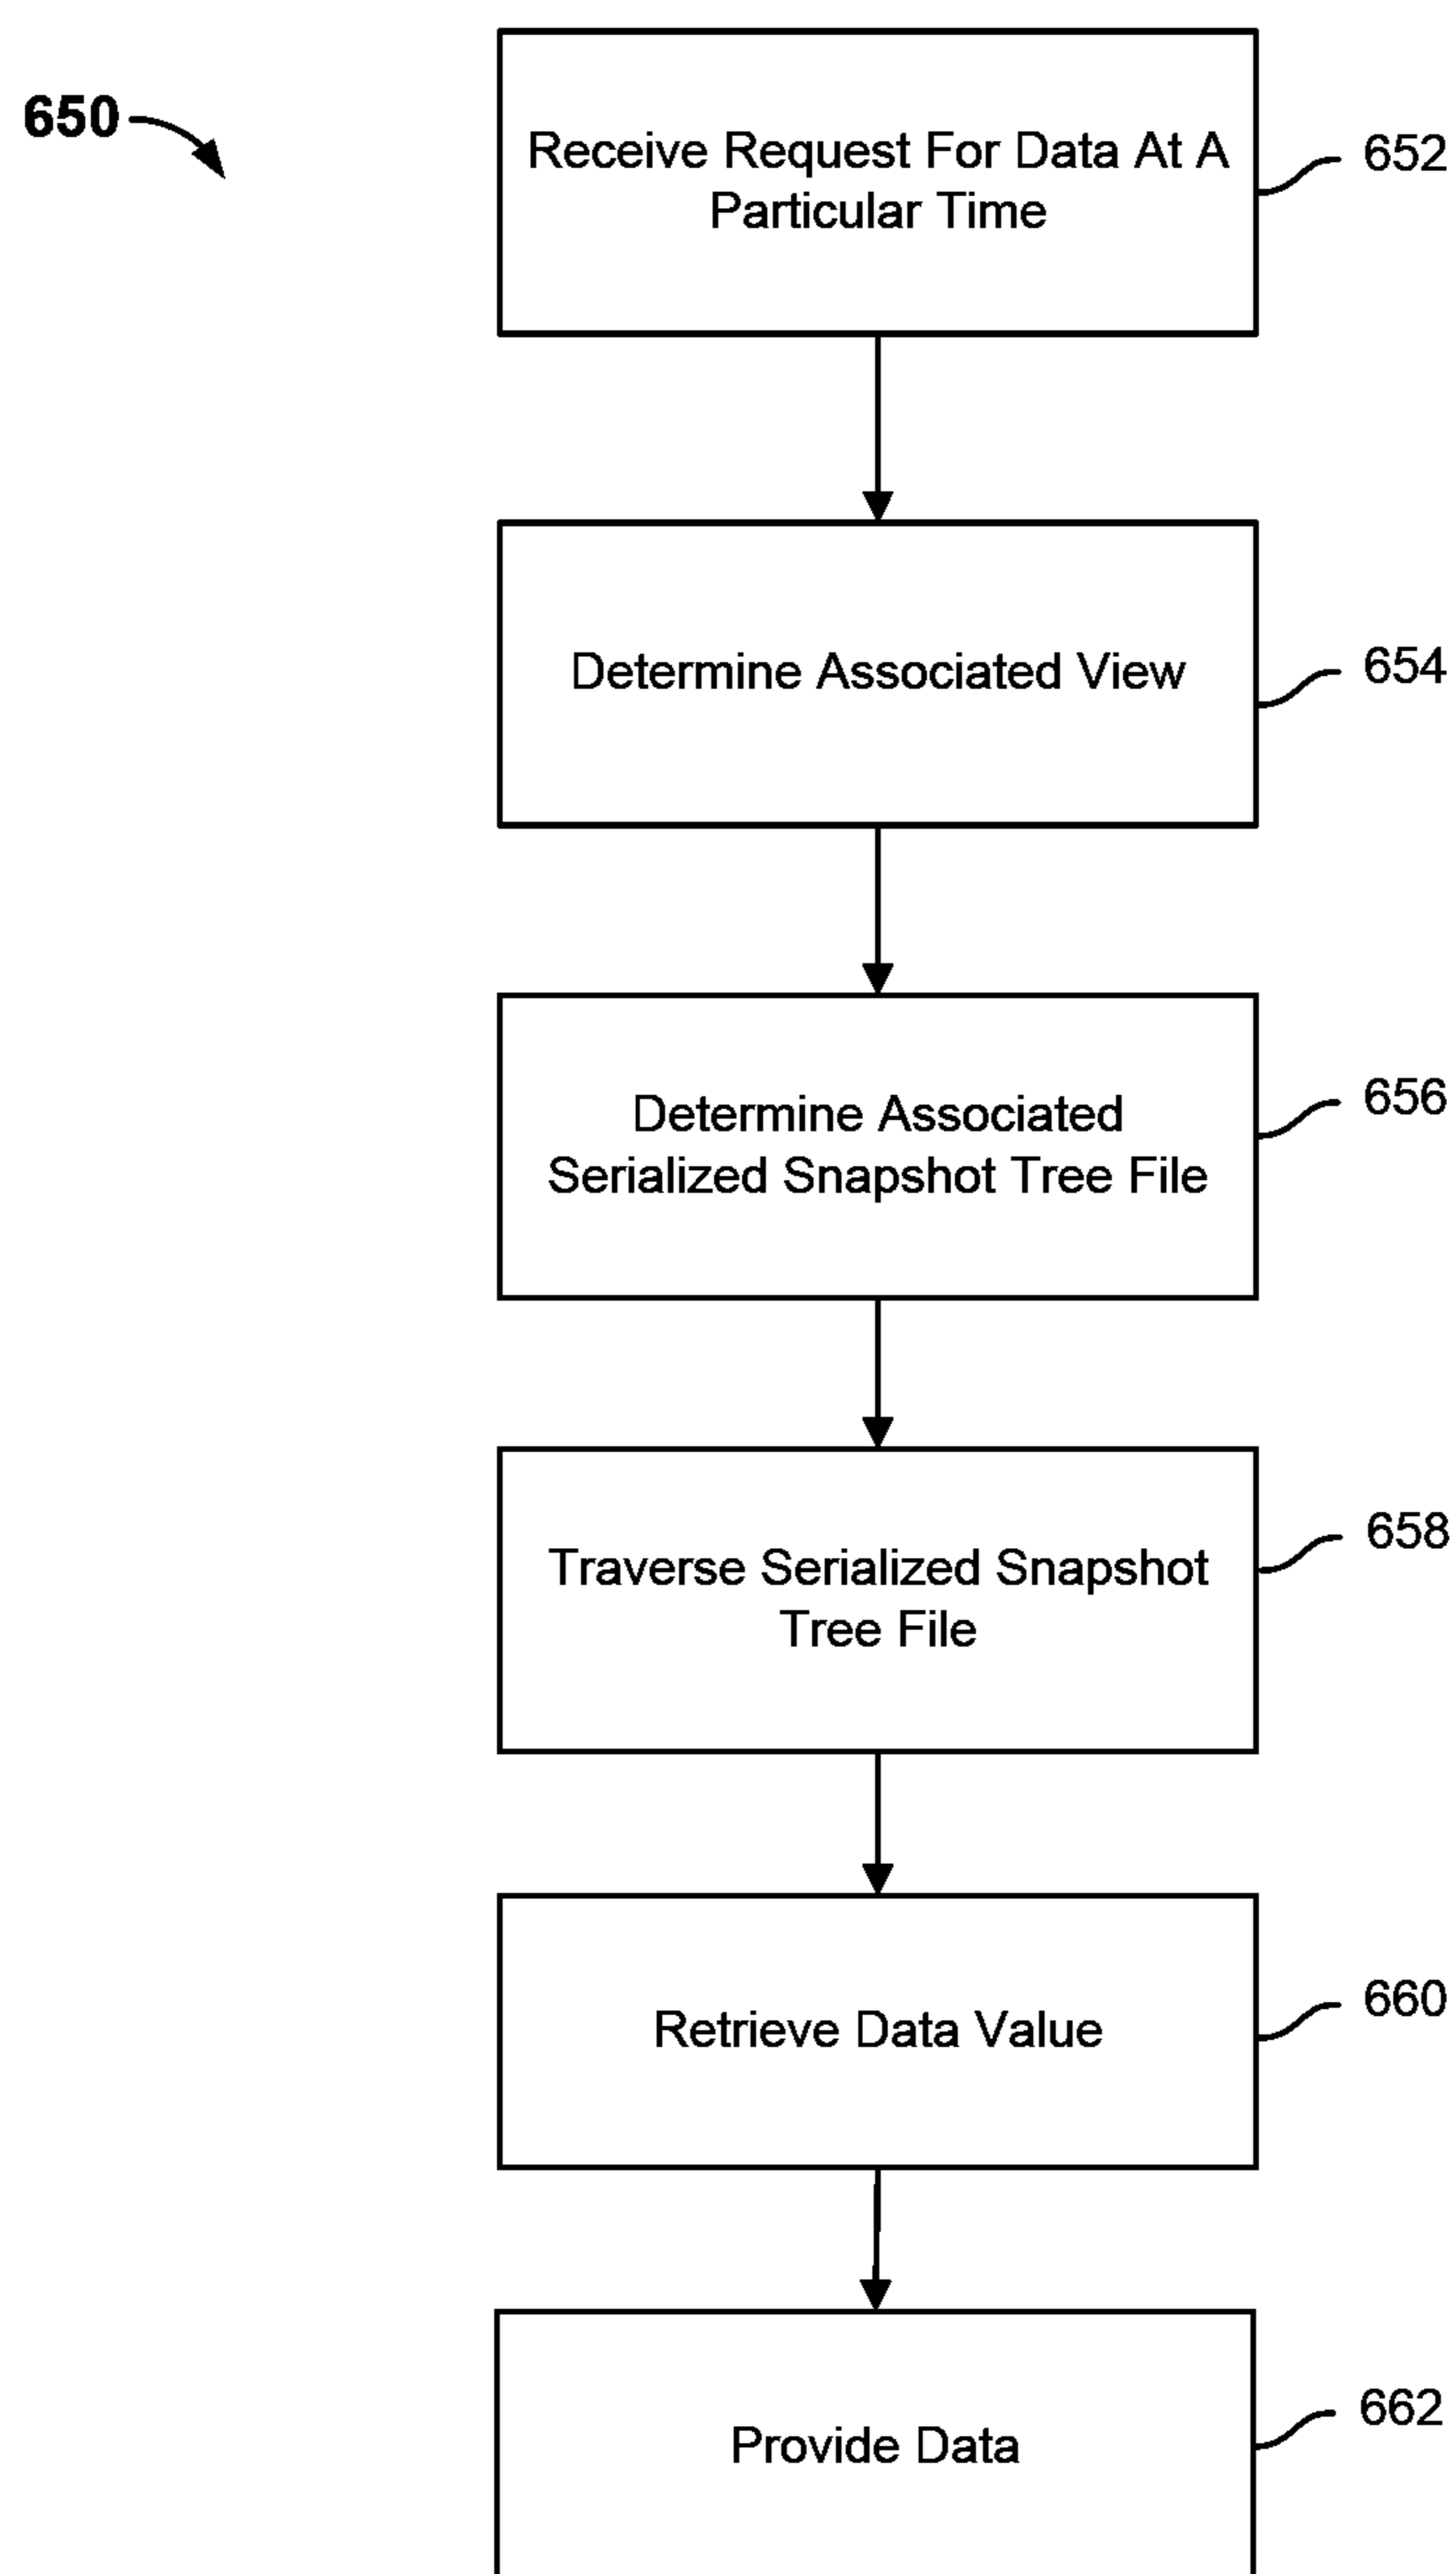 650
Receive Request For Data At A
Particular Time
652
Determine Associated View
654
Determine Associated
Serialized Snapshot Tree File
656
Traverse Serialized Snapshot
Tree File
658
Retrieve Data Value
660
Provide Data
662